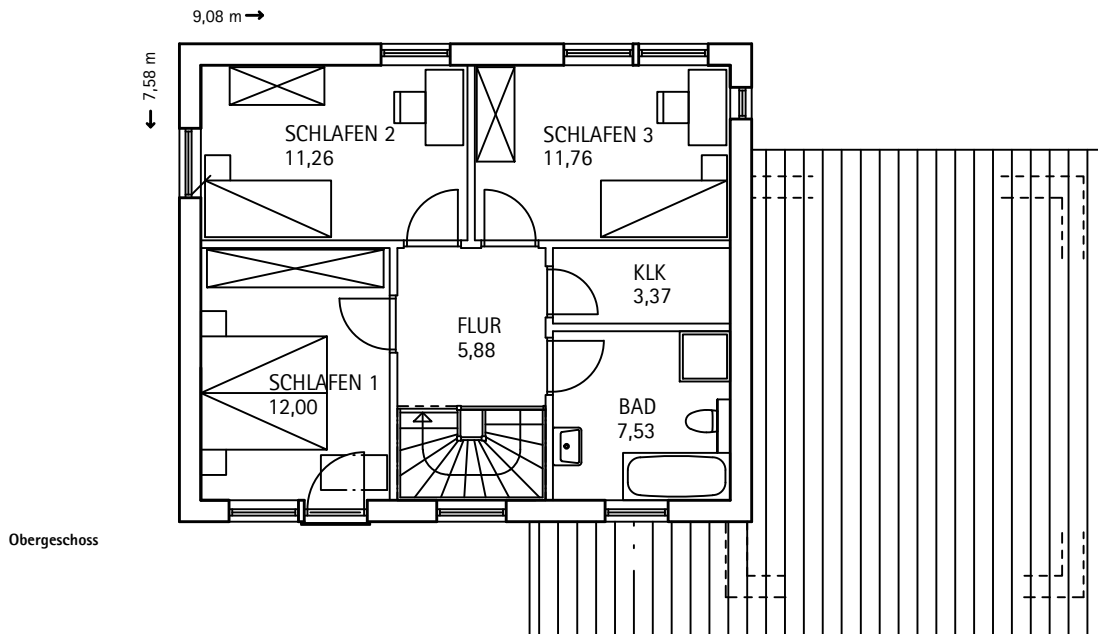 9,08 m →
7,58 m →
SCHLAFEN 2
11,26
SCHLAFEN 3
11,76
KLK
3,37
FLUR
5,88
SCHLAFEN 1
12,00
BAD
7,53
Obergeschoss